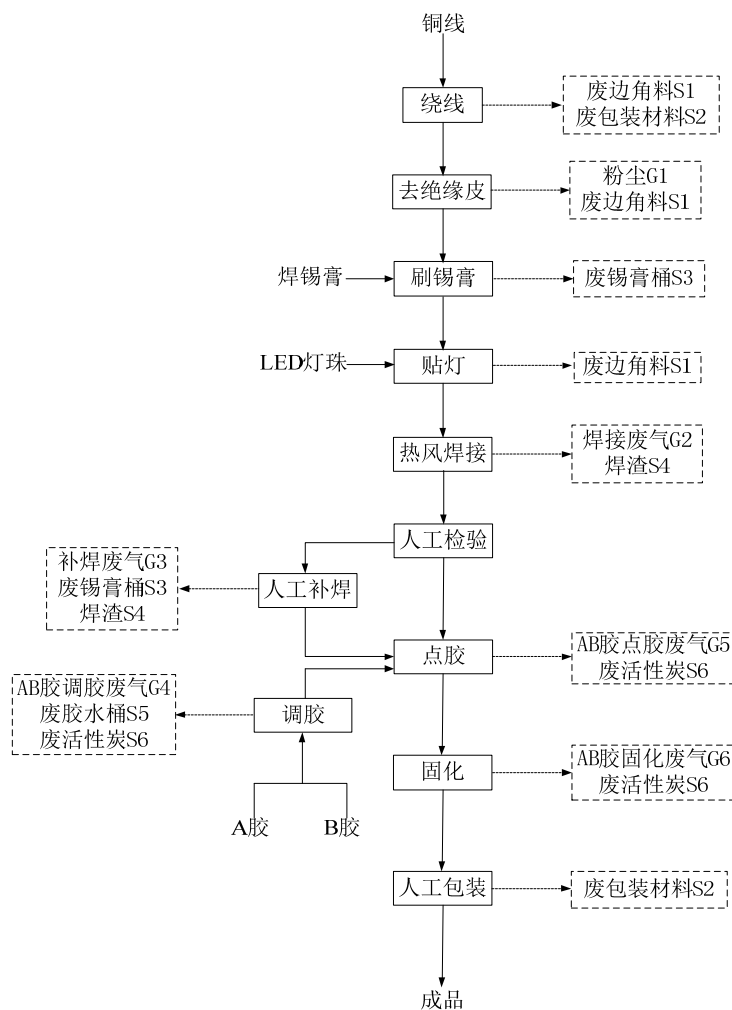 铜线
绕线
废边角料S1
废包装材料S2
去绝缘皮
粉尘G1
废边角料S1
焊锡膏
刷锡膏
废锡膏桶S3
LED灯珠
贴灯
废边角料S1
热风焊接
焊接废气G2
焊渣S4
人工检验
补焊废气G3
废锡膏桶S3
焊渣S4
人工补焊
点胶
AB胶点胶废气G5
废活性炭S6
AB胶调胶废气G4
废胶水桶S5
废活性炭S6
调胶
A胶
B胶
固化
AB胶固化废气G6
废活性炭S6
人工包装
废包装材料S2
成品